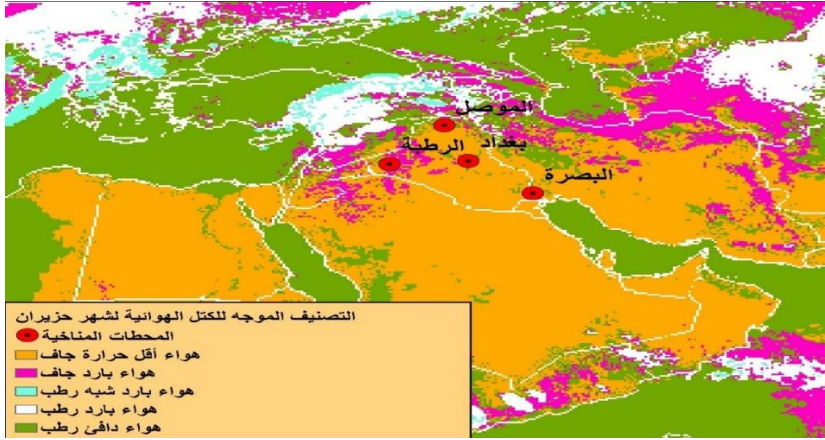 الموصل
الرطبة
بغداد
البصرة
التصنيف الموجه للكتل الهوائية لشهر حزيران
المحطات المناخية
هواء أقل حرارة جاف
هواء بارد جاف
هواء بارد شبه رطب
هواء بارد رطب
هواء دافئ رطب